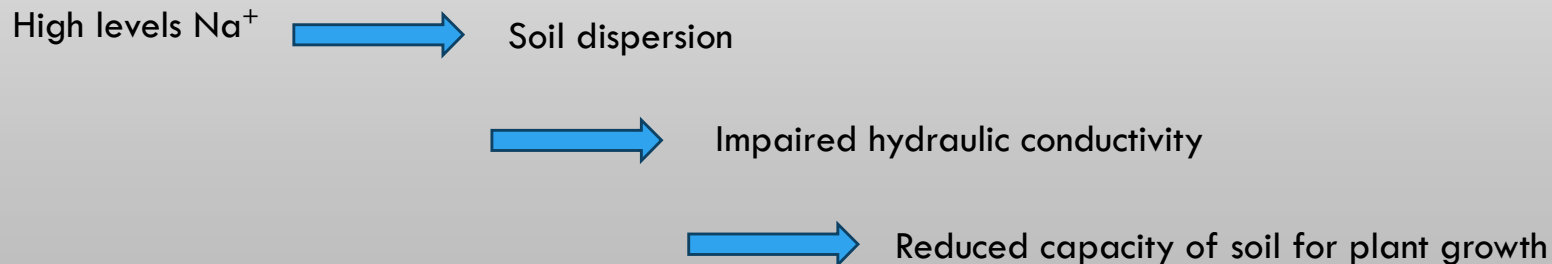 High levels Na⁺
Soil dispersion
Impaired hydraulic conductivity
Reduced capacity of soil for plant growth